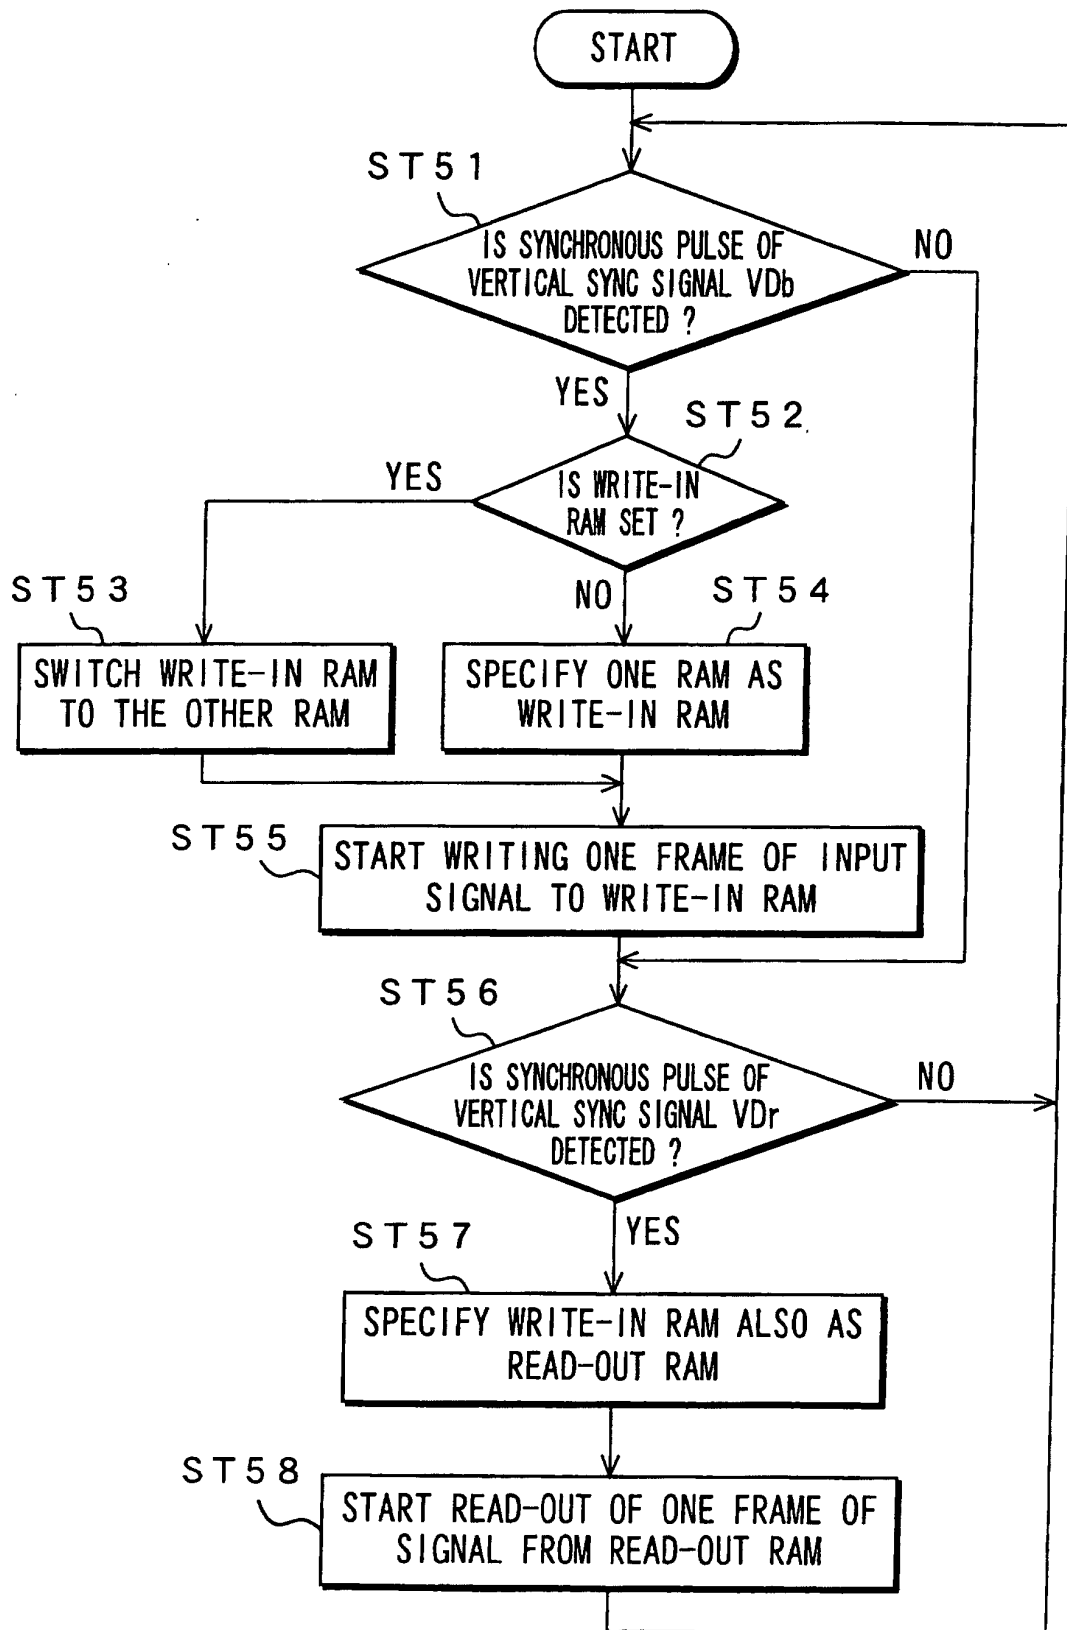 START
ST51
IS SYNCHRONOUS PULSE OF
VERTICAL SYNC SIGNAL VDb
DETECTED ?
NO
YES
ST52
IS WRITE-IN
RAM SET ?
YES
NO
ST53
SWITCH WRITE-IN RAM
TO THE OTHER RAM
ST54
SPECIFY ONE RAM AS
WRITE-IN RAM
ST55
START WRITING ONE FRAME OF INPUT
SIGNAL TO WRITE-IN RAM
ST56
IS SYNCHRONOUS PULSE OF
VERTICAL SYNC SIGNAL VDr
DETECTED ?
NO
YES
ST57
SPECIFY WRITE-IN RAM ALSO AS
READ-OUT RAM
ST58
START READ-OUT OF ONE FRAME OF
SIGNAL FROM READ-OUT RAM